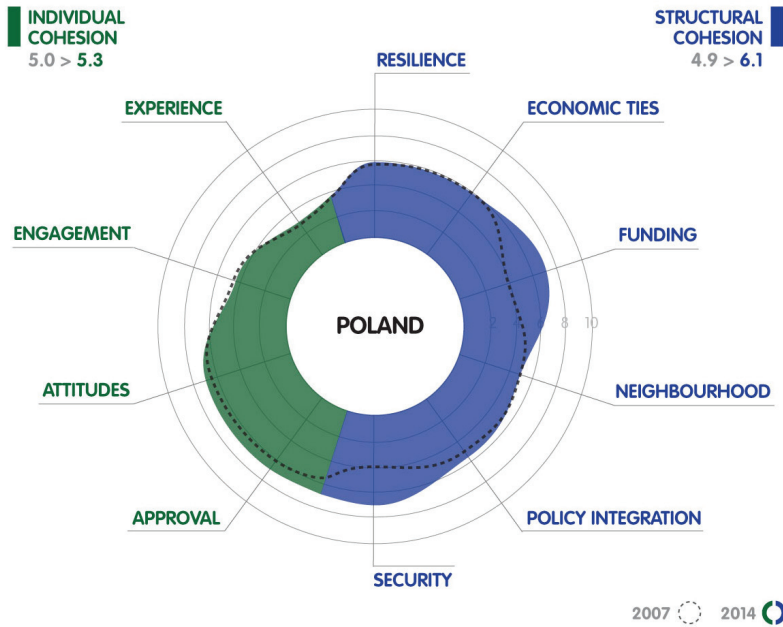 INDIVIDUAL
COHESION
5.0 > 5.3
STRUCTURAL
COHESION
4.9 > 6.1
RESILIENCE
EXPERIENCE
ECONOMIC TIES
ENGAGEMENT
FUNDING
POLAND
2 4 6 8 10
ATTITUDES
NEIGHBOURHOOD
APPROVAL
POLICY INTEGRATION
SECURITY
2007 2014